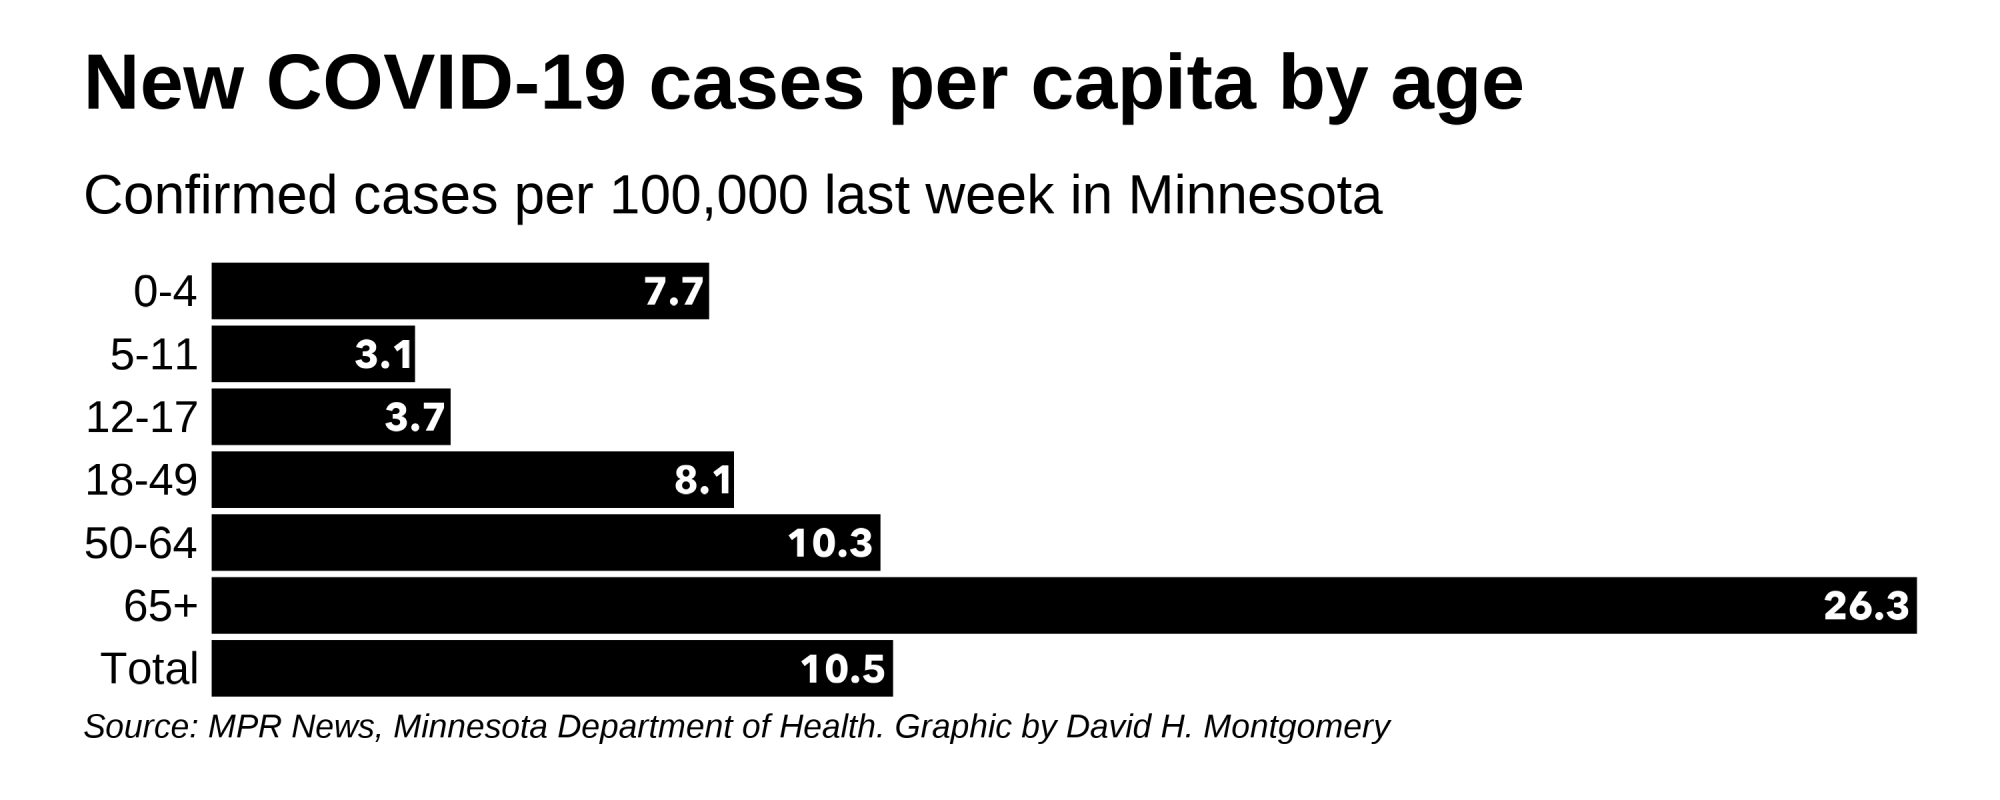 New COVID-19 cases per capita by age
Confirmed cases per 100,000 last week in Minnesota
0-4 7.7
5-11 3.1
12-17 3.7
18-49 8.1
50-64 10.3
65+ 26.3
Total 10.5
Source: MPR News, Minnesota Department of Health. Graphic by David H. Montgomery